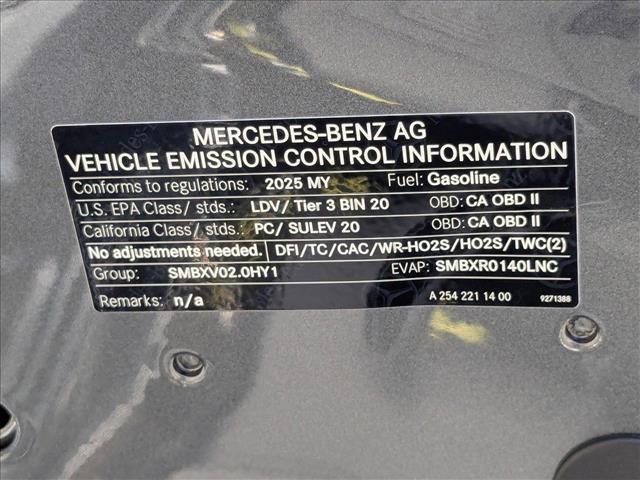 MERCEDES-BENZ AG
VEHICLE EMISSION CONTROL INFORMATION
Conforms to regulations: 2025 MY Fuel: Gasoline
U.S. EPA Class/ stds.: LDV/ Tier 3 BIN 20 OBD: CA OBD II
California Class/ stds.: PC/ SULEV 20 OBD: CA OBD II
No adjustments needed. DFI/TC/CAC/WR-HO2S/HO2S/TWC(2)
Group: SMBXV02.0HY1 EVAP: SMBXR0140LNC
Remarks: n/a A 254 221 14 00 9271388